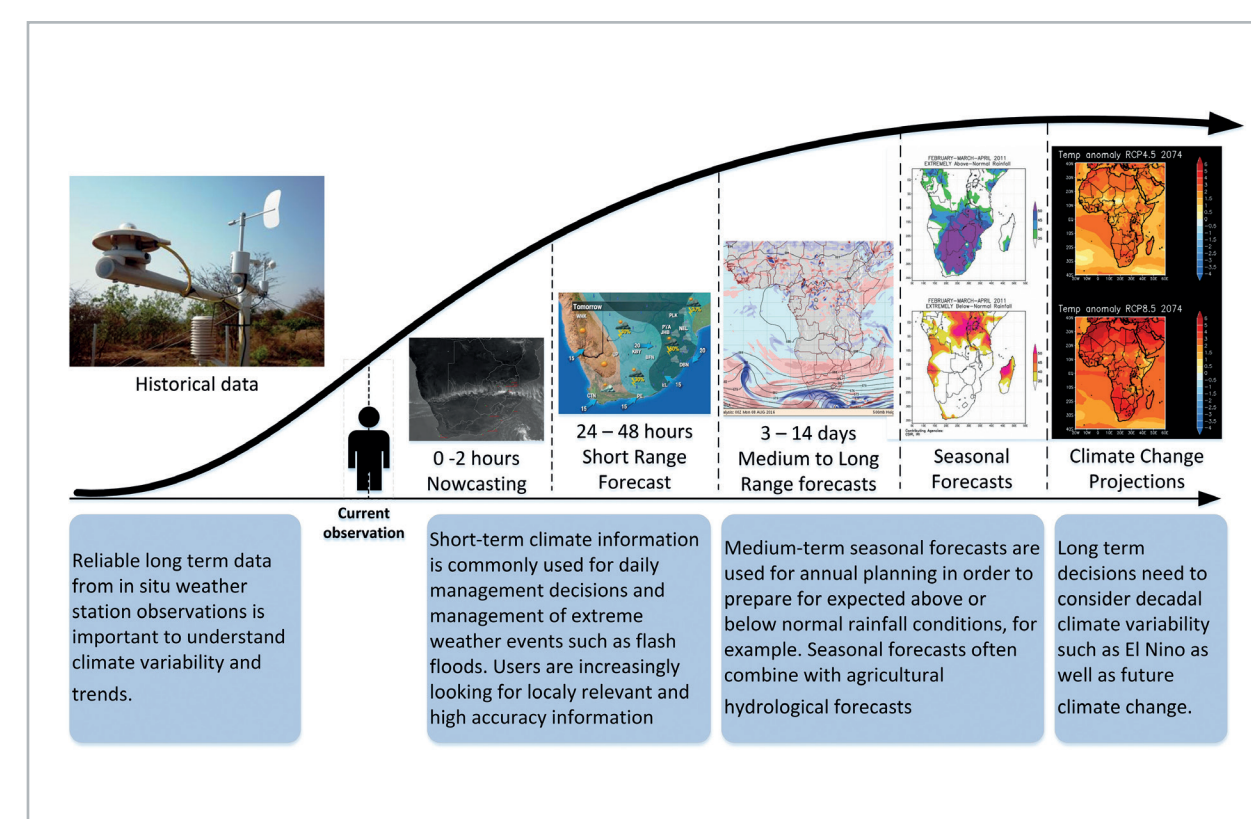 Historical data
Current
observation
0 -2 hours
Nowcasting
Tomorrow
24 – 48 hours
Short Range
Forecast
3 – 14 days
Medium to Long
Range forecasts
FEBRUARY-MARCH-APRIL 2011
EXTREMELY Above-Normal Rainfall
FEBRUARY-MARCH-APRIL 2011
EXTREMELY Below-Normal Rainfall
Seasonal
Forecasts
Temp anomaly RCP4.5 2074
Temp anomaly RCP8.5 2074
Climate Change
Projections
Reliable long term data
from in situ weather
station observations is
important to understand
climate variability and
trends.
Short-term climate information
is commonly used for daily
management decisions and
management of extreme
weather events such as flash
floods. Users are increasingly
looking for localy relevant and
high accuracy information
Medium-term seasonal forecasts are
used for annual planning in order to
prepare for expected above or
below normal rainfall conditions, for
example. Seasonal forecasts often
combine with agricultural
hydrological forecasts
Long term
decisions need to
consider decadal
climate variability
such as El Nino as
well as future
climate change.